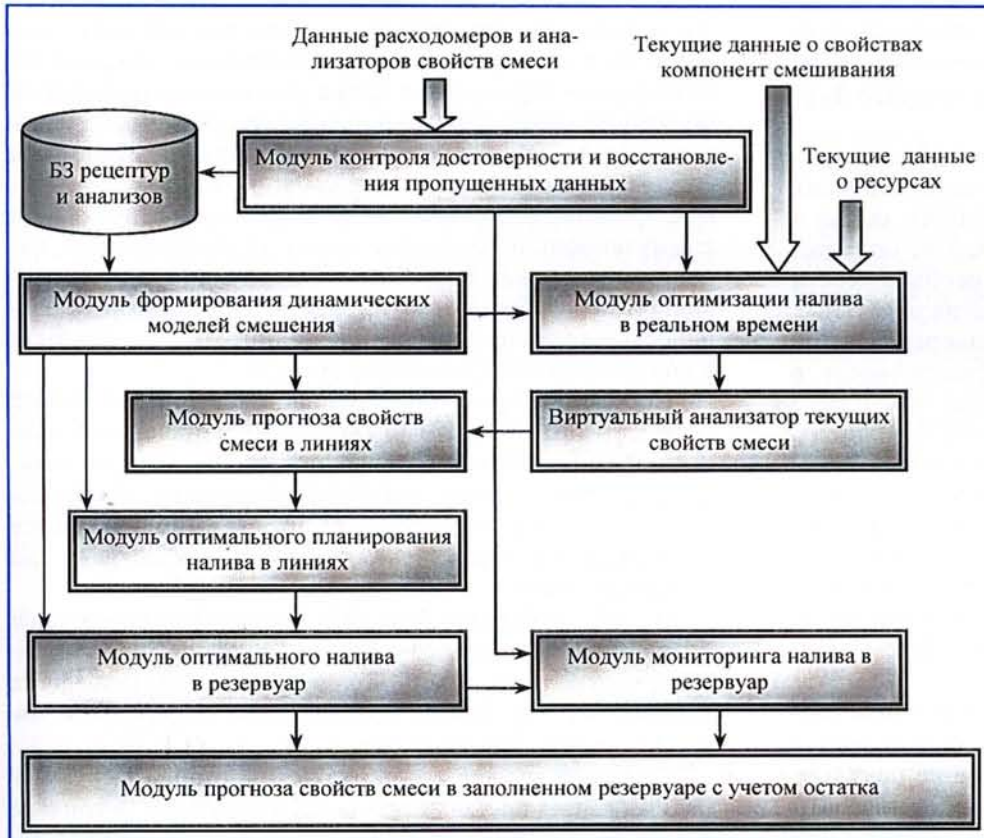 Данные расходомеров и ана-
лизаторов свойств смеси
Текущие данные о свойствах
компонент смешивания
Текущие данные
о ресурсах
БЗ рецептур
и анализов
Модуль контроля достоверности и восстановле-
ния пропущенных данных
Модуль формирования динамических
моделей смешения
Модуль оптимизации налива
в реальном времени
Модуль прогноза свойств
смеси в линиях
Виртуальный анализатор текущих
свойств смеси
Модуль оптимального планирования
налива в линиях
Модуль оптимального налива
в резервуар
Модуль мониторинга налива в
резервуар
Модуль прогноза свойств смеси в заполненном резервуаре с учетом остатка